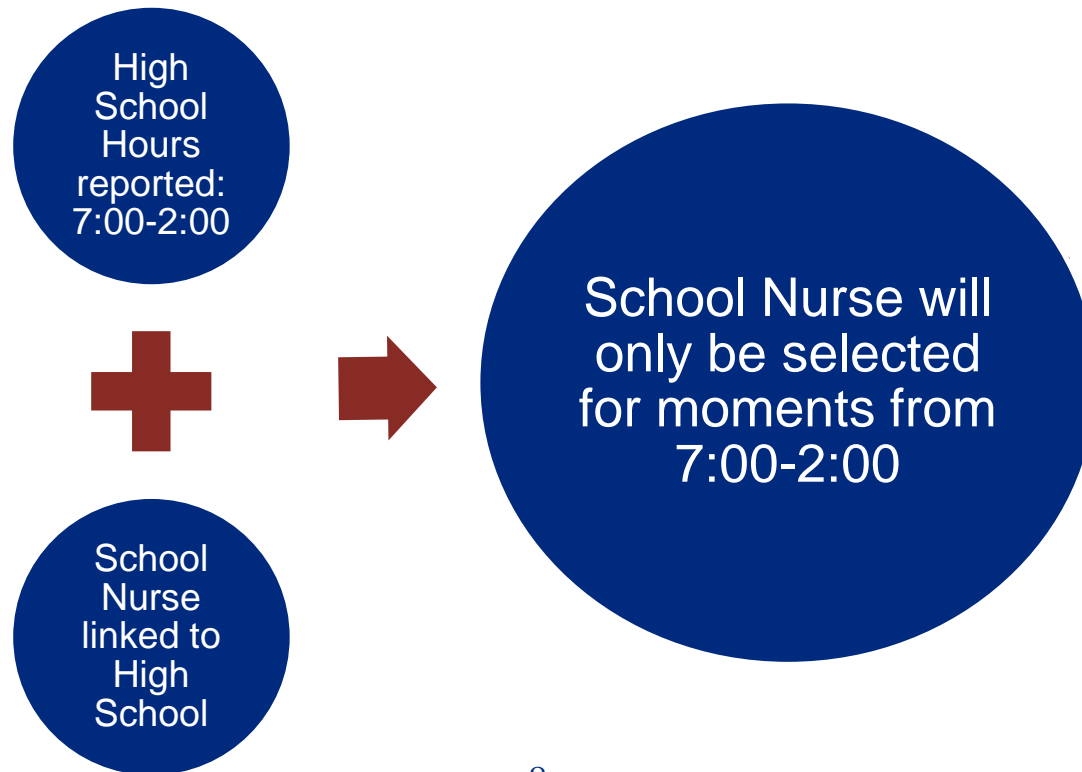 High
School
Hours
reported:
7:00-2:00
School
Nurse
linked to
High
School
School Nurse will
only be selected
for moments from
7:00-2:00